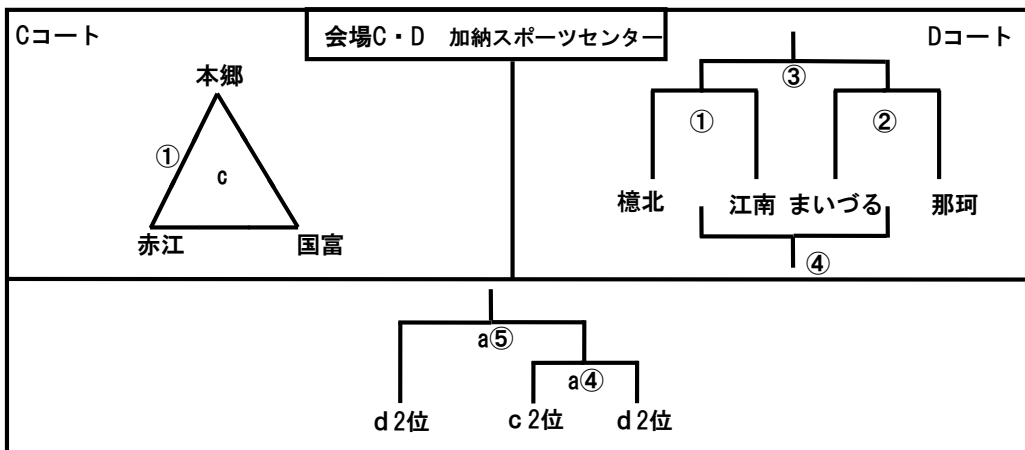 Cコート
会場C・D 加納スポーツセンター
Dコート
本郷
①
c
赤江
国富
③
①
②
檍北
江南
まいづる
那珂
④
a⑤
a④
d2位
c2位
d2位